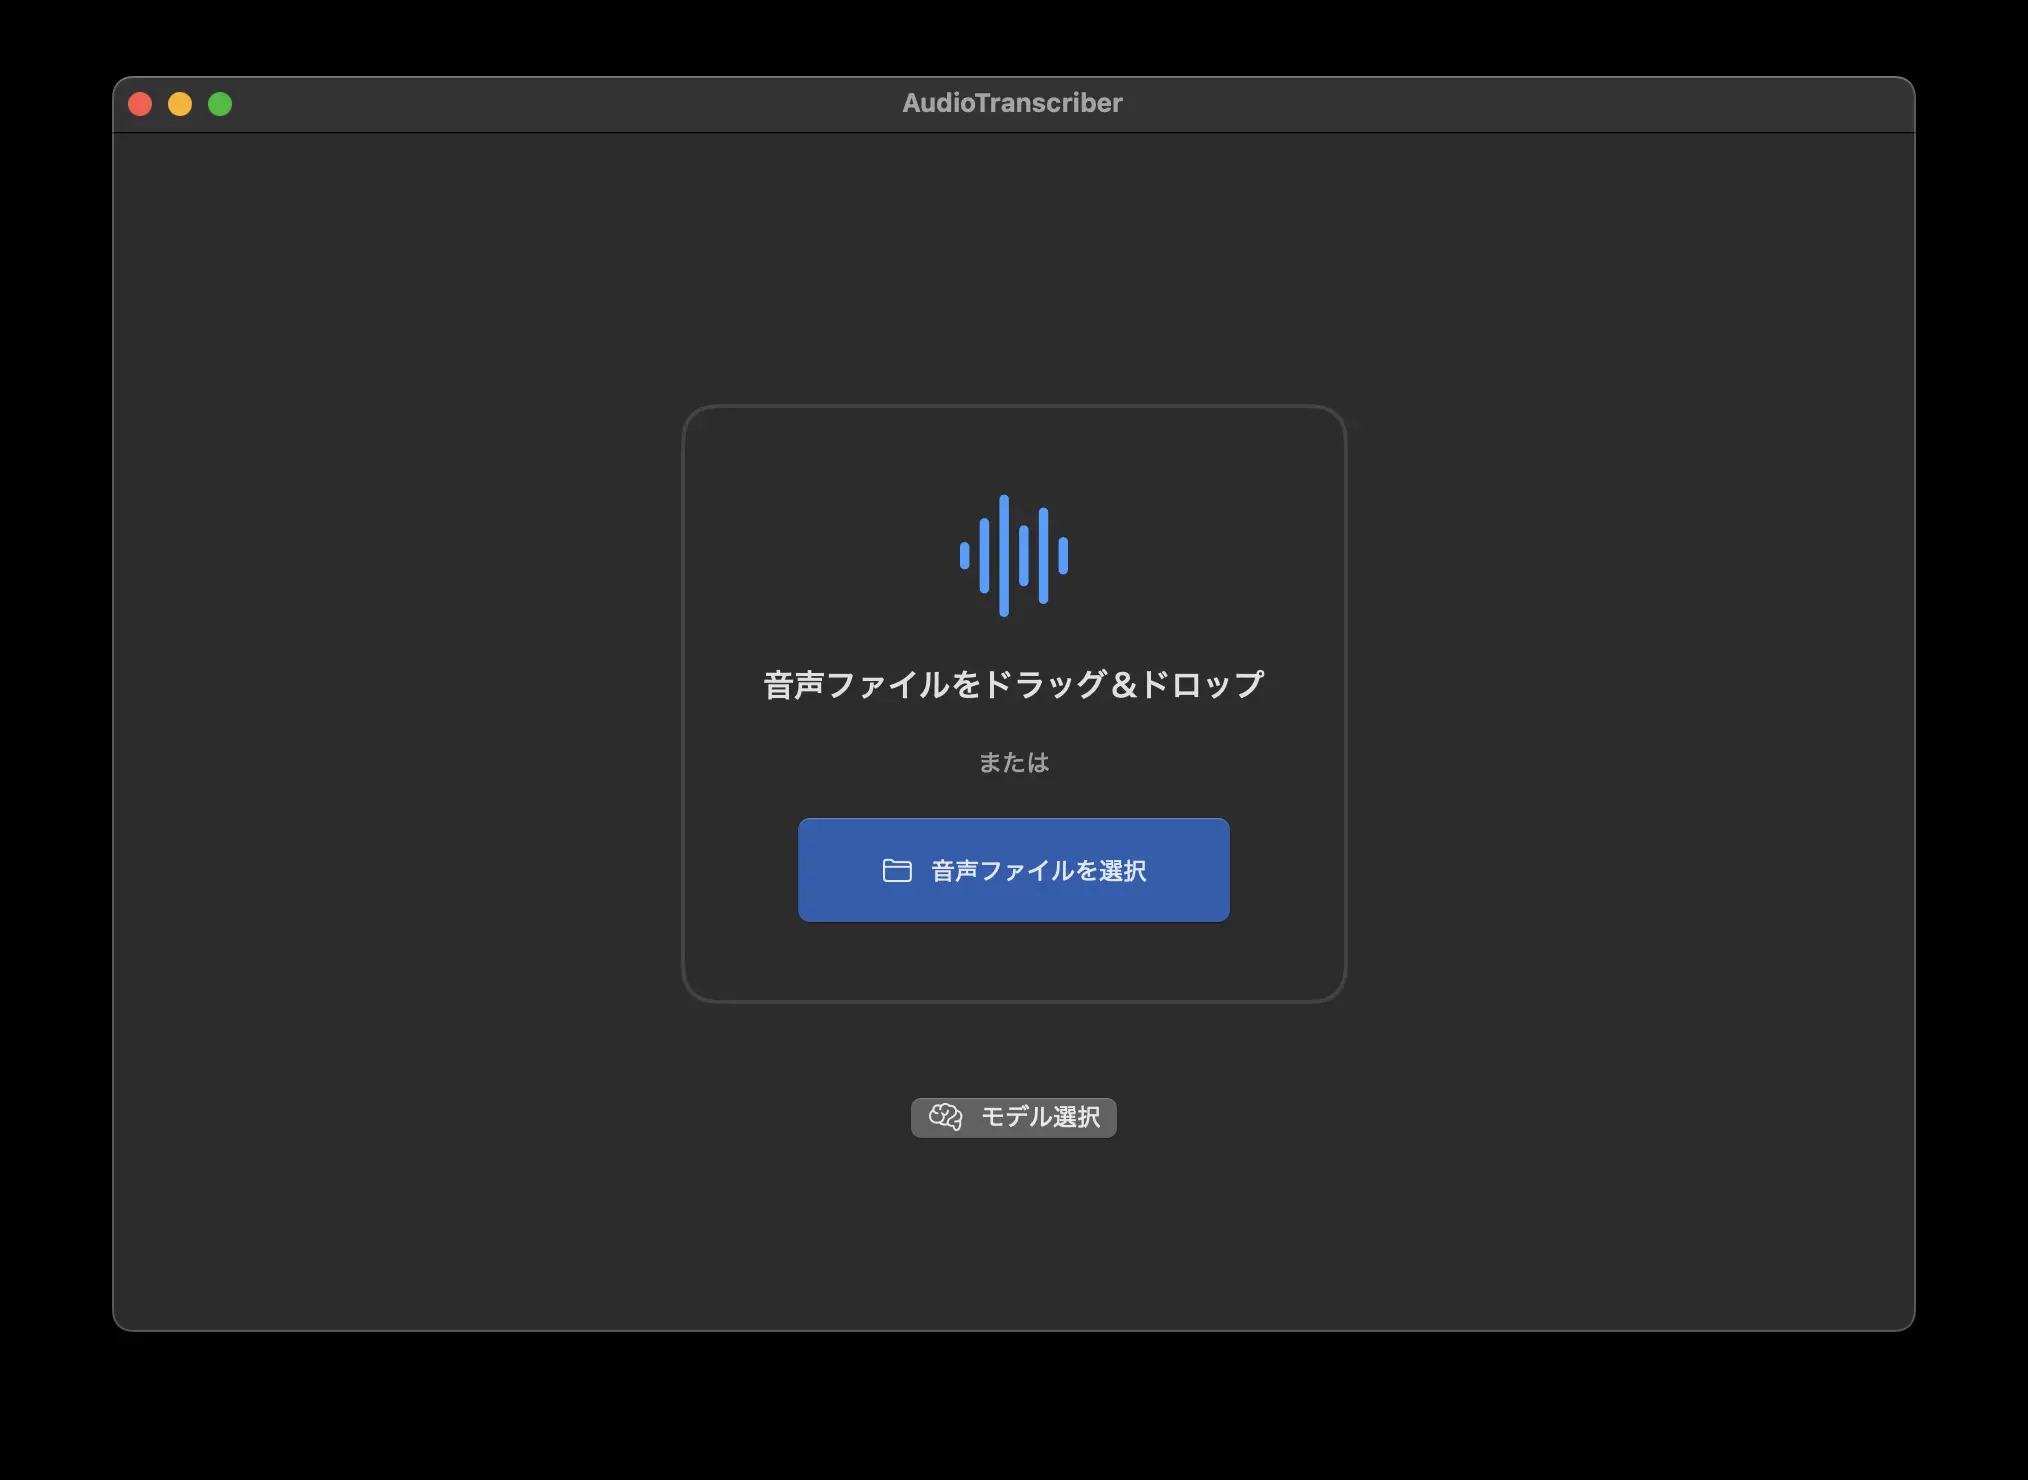 AudioTranscriber
音声ファイルをドラッグ＆ドロップ
または
音声ファイルを選択
モデル選択